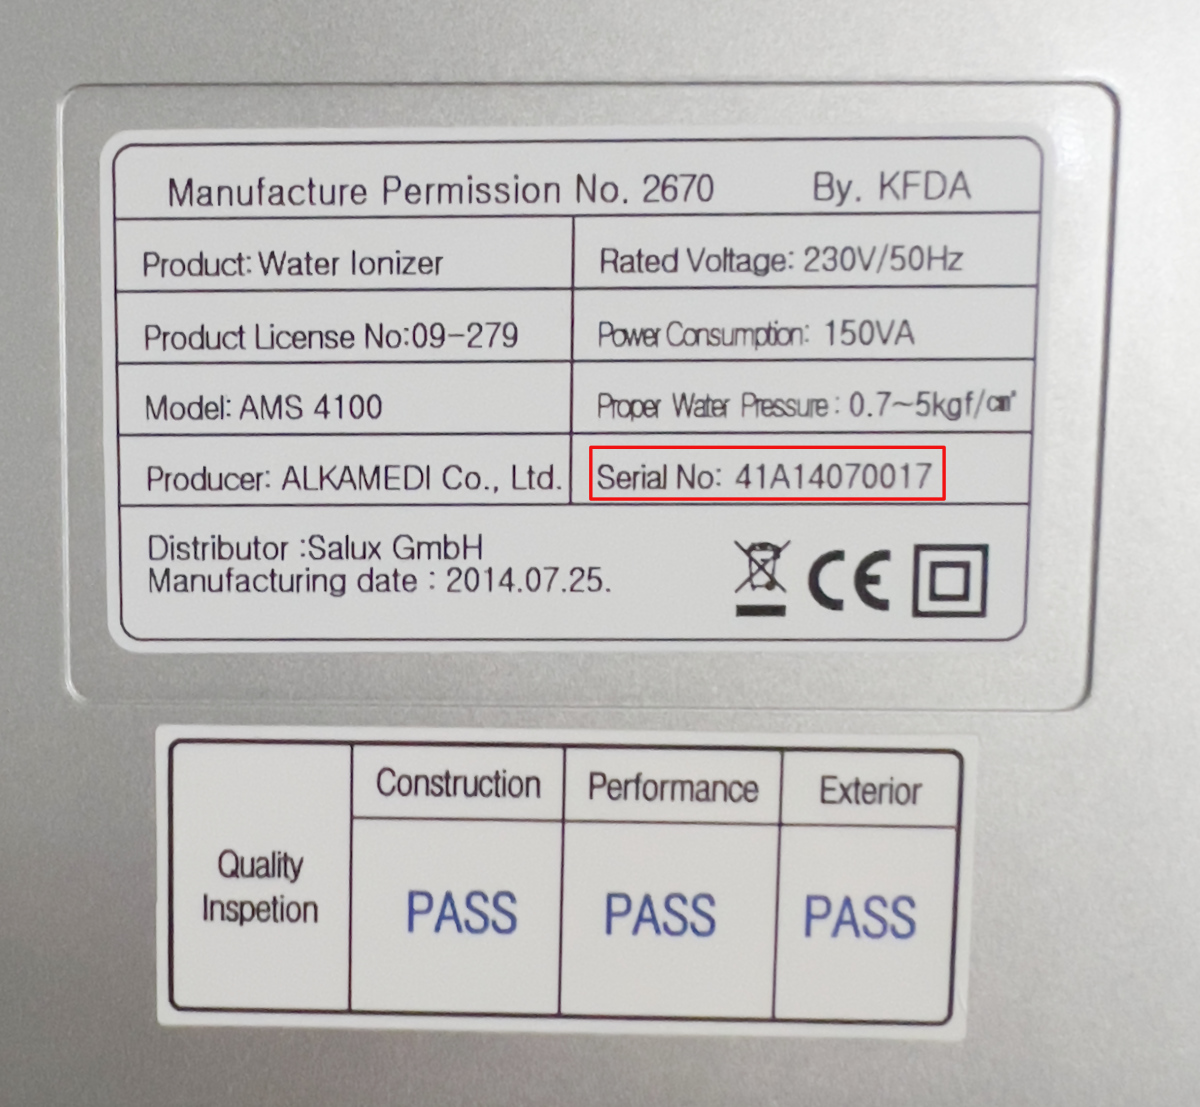 Manufacture Permission No. 2670 By. KFDA
Product: Water Ionizer
Rated Voltage: 230V/50Hz
Product License No:09-279
Power Consumption: 150VA
Model: AMS 4100
Proper Water Pressure : 0.7~5kgf/㎠
Producer: ALKAMEDI Co., Ltd.
Serial No: 41A14070017
Distributor :Salux GmbH
Manufacturing date : 2014.07.25.
CE
Quality
Inspetion
Construction
Performance
Exterior
PASS
PASS
PASS